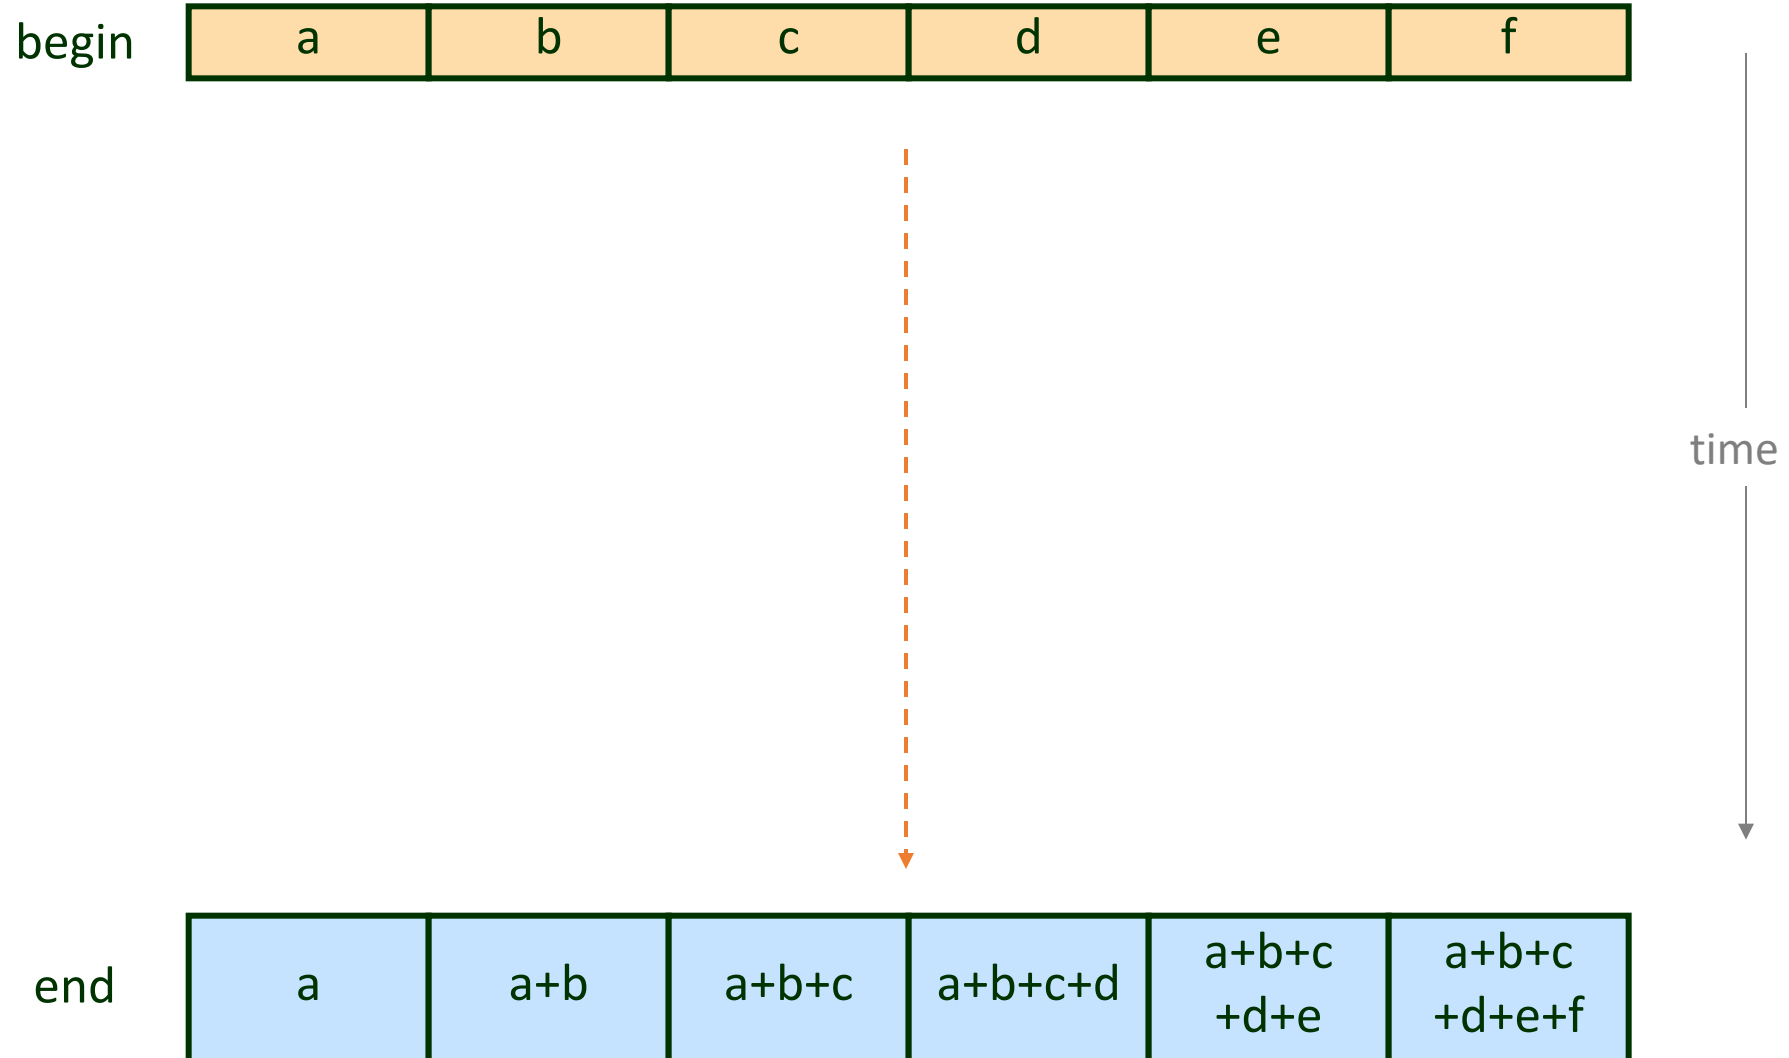 begin a b c d e f
time
end a a+b a+b+c a+b+c+d a+b+c
+d+e a+b+c
+d+e+f